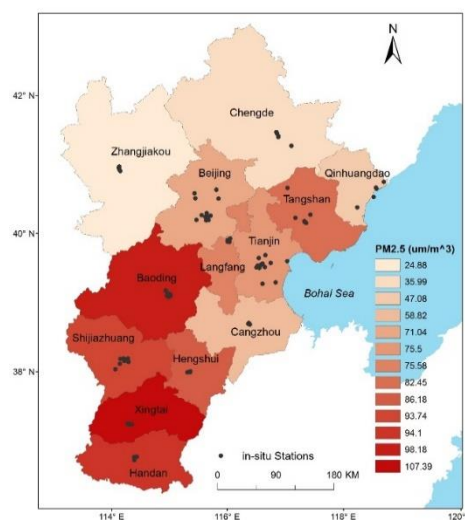 N
42° N
40° N
38° N
114° E
116° E
118° E
120° E
Chengde
Zhangjiakou
Beijing
Qinhuangdao
Tangshan
Tianjin
Langfang
Baoding
Bohai Sea
Cangzhou
Shijiazhuang
Hengshui
Xingtai
Handan
PM2.5 (um/m^3)
24.88
35.99
47.08
58.82
71.04
75.5
75.58
82.45
86.18
93.74
94.1
98.18
107.39
in-situ Stations
0 90 180 KM